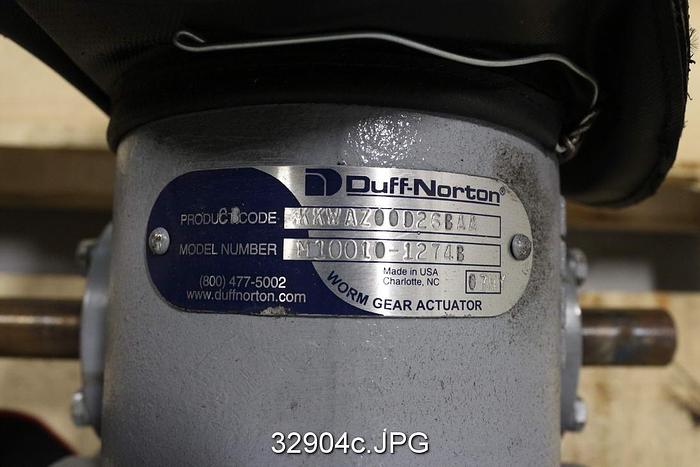 Duff-Norton®
PRODUCT CODE KKWAZ00D26BAA
MODEL NUMBER M10010-1274B
(800) 477-5002
www.duffnorton.com
Made in USA
Charlotte, NC
WORM GEAR ACTUATOR
32904c.JPG